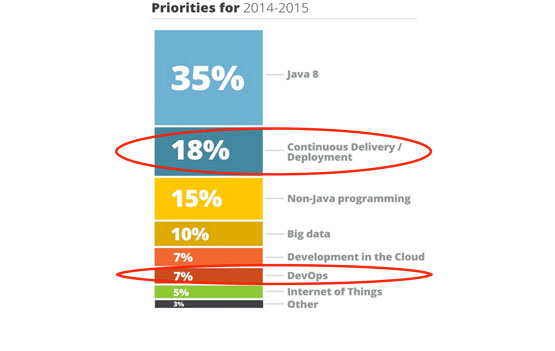 Priorities for 2014-2015
35% Java 8
18% Continuous Delivery /
Deployment
15% Non-Java programming
10% Big data
7% Development in the Cloud
7% DevOps
5% Internet of Things
3% Other